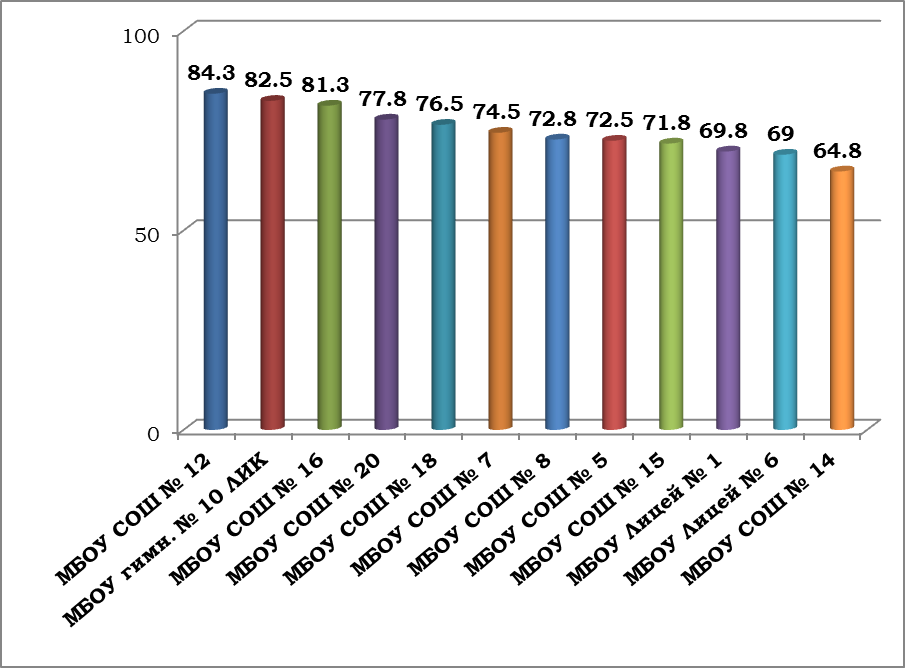 100
50
0
84.3
82.5
81.3
77.8
76.5
74.5
72.8
72.5
71.8
69.8
69
64.8
МБОУ СОШ № 12
МБОУ гимн. № 10 ЛИК
МБОУ СОШ № 16
МБОУ СОШ № 20
МБОУ СОШ № 18
МБОУ СОШ № 7
МБОУ СОШ № 8
МБОУ СОШ № 5
МБОУ СОШ № 15
МБОУ Лицей № 1
МБОУ Лицей № 6
МБОУ СОШ № 14